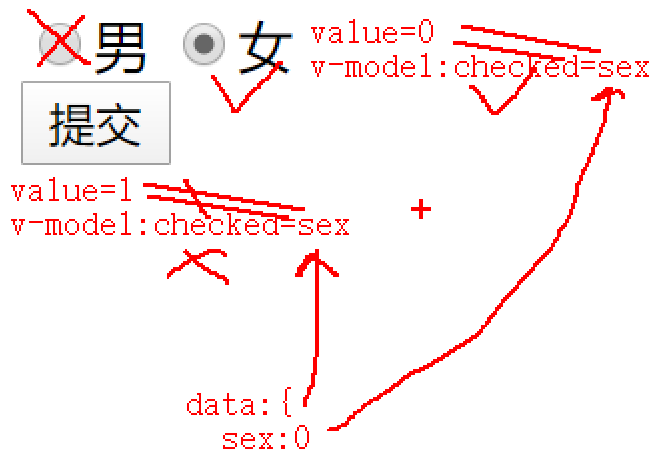 男 女 value=0
v-model:checked=sex
提交
value=1
v-model:checked=sex
data:{
sex:0